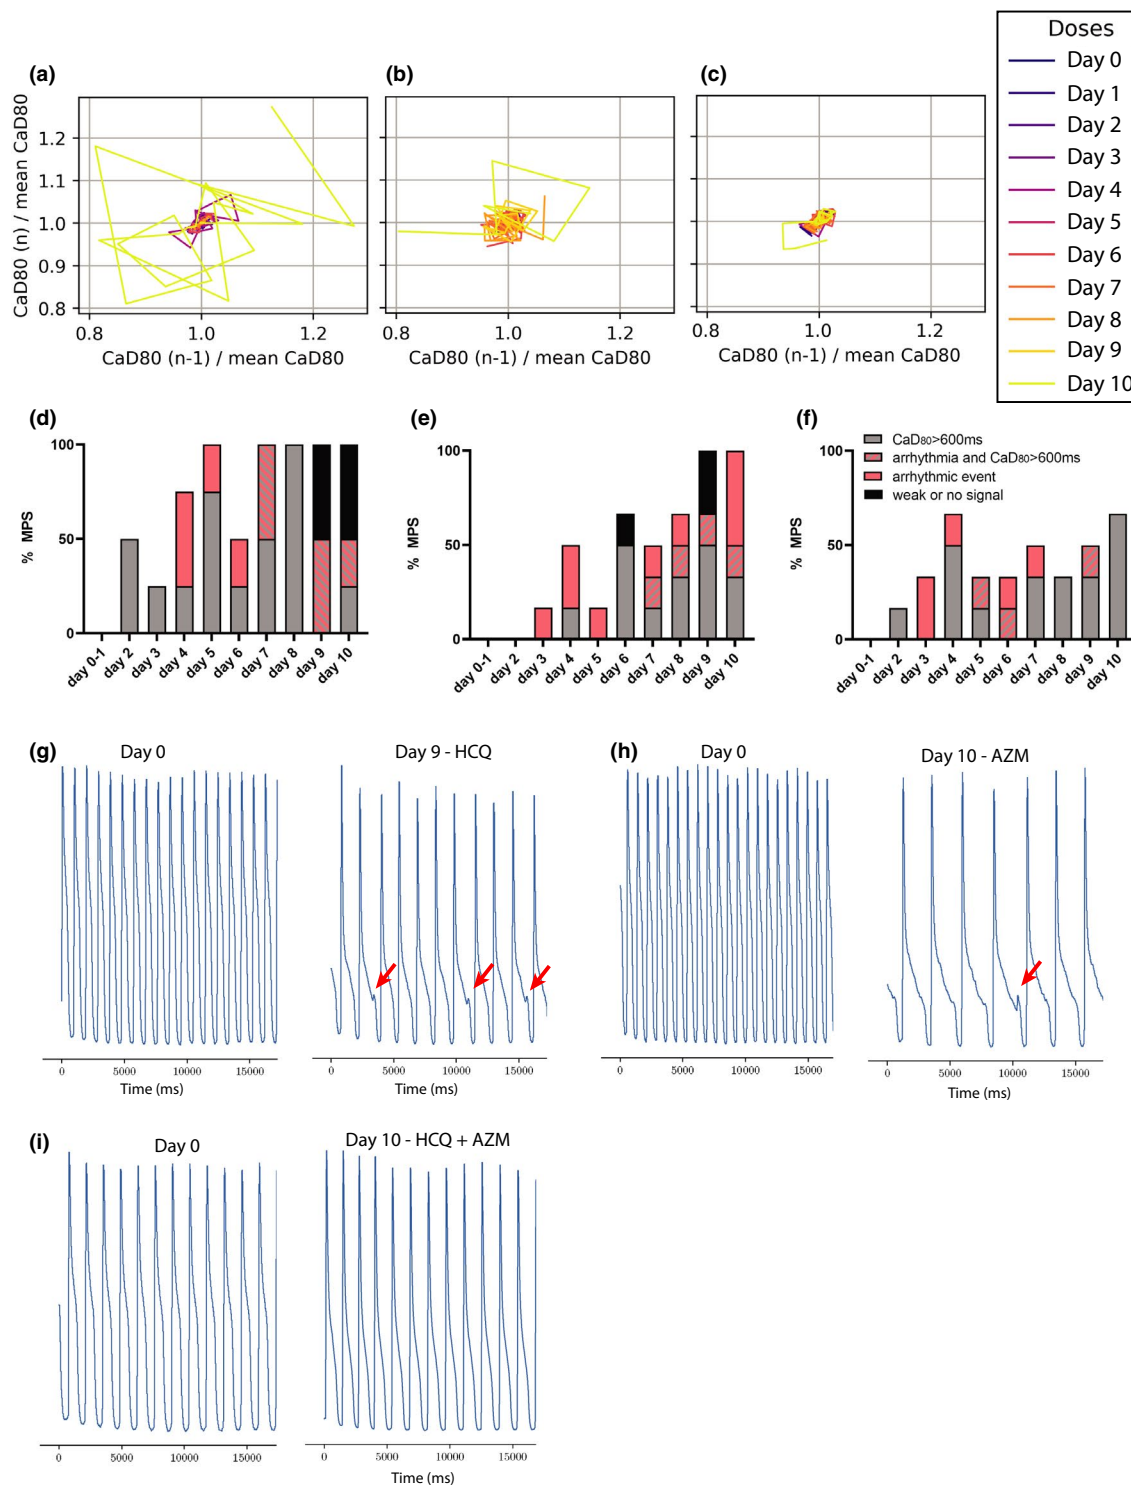 Doses
Day 0
Day 1
Day 2
Day 3
Day 4
Day 5
Day 6
Day 7
Day 8
Day 9
Day 10
(a)
(b)
(c)
CaD80 (n) / mean CaD80
1.2
1.1
1.0
0.9
0.8
0.8 1.0 1.2
0.8 1.0 1.2
0.8 1.0 1.2
CaD80 (n-1) / mean CaD80
CaD80 (n-1) / mean CaD80
CaD80 (n-1) / mean CaD80
(d)
% MPS
100
50
0
day 0-1
day 2
day 3
day 4
day 5
day 6
day 7
day 8
day 9
day 10
(e)
% MPS
100
50
0
day 0-1
day 2
day 3
day 4
day 5
day 6
day 7
day 8
day 9
day 10
(f)
% MPS
100
50
0
CaD80>600ms
arrhythmia and CaD80>600ms
arrhythmic event
weak or no signal
day 0-1
day 2
day 3
day 4
day 5
day 6
day 7
day 8
day 9
day 10
(g)
Day 0
Day 9 - HCQ
0 5000 10000 15000
Time (ms)
0 5000 10000 15000
Time (ms)
(h)
Day 0
Day 10 - AZM
0 5000 10000 15000
Time (ms)
0 5000 10000 15000
Time (ms)
(i)
Day 0
Day 10 - HCQ + AZM
0 5000 10000 15000
Time (ms)
0 5000 10000 15000
Time (ms)